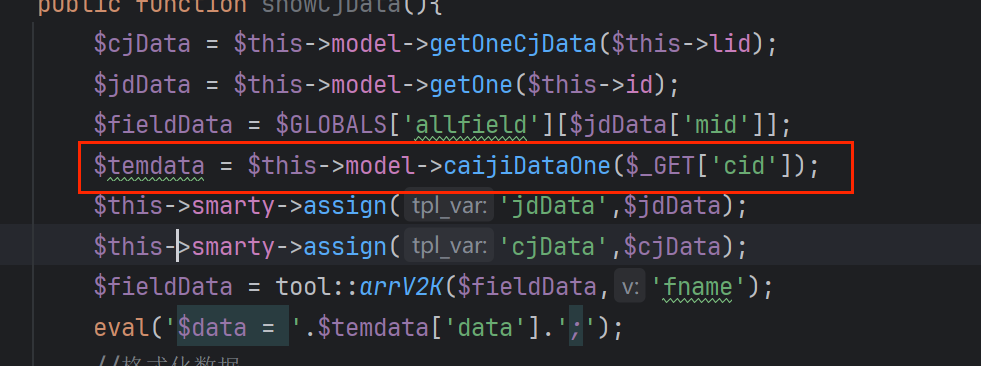 public function showCjData(){
$cjData = $this->model->getOneCjData($this->lid);
$jdData = $this->model->getOne($this->id);
$fieldData = $GLOBALS['allfield'][$jdData['mid']];
$temdata = $this->model->caijiDataOne($_GET['cid']);
$this->smarty->assign( tpl_var: 'jdData',$jdData);
$this->smarty->assign( tpl_var: 'cjData',$cjData);
$fieldData = tool::arrV2K($fieldData, v: 'fname');
eval('$data = '.$temdata['data'].';');
//格式化数据